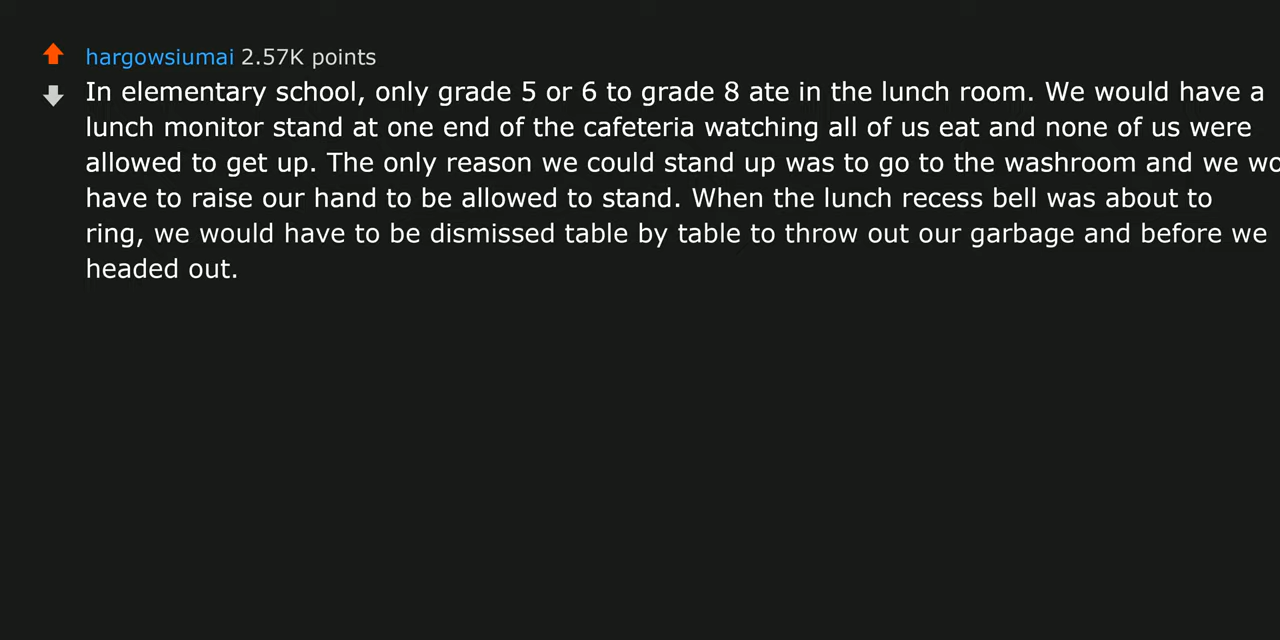 hargowsiumai 2.57K points
In elementary school, only grade 5 or 6 to grade 8 ate in the lunch room. We would have a
lunch monitor stand at one end of the cafeteria watching all of us eat and none of us were
allowed to get up. The only reason we could stand up was to go to the washroom and we
have to raise our hand to be allowed to stand. When the lunch recess bell was about to
ring, we would have to be dismissed table by table to throw out our garbage and before we
headed out.